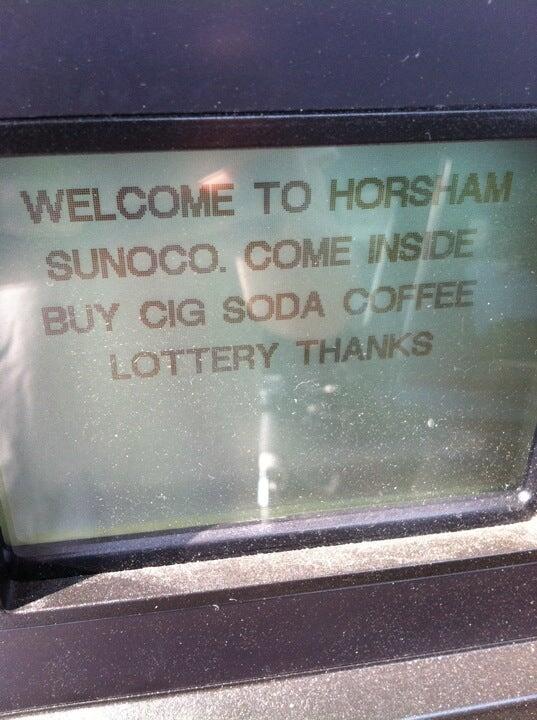 WELCOME TO HORSHAM
SUNOCO. COME INSIDE
BUY CIG SODA COFFEE
LOTTERY THANKS